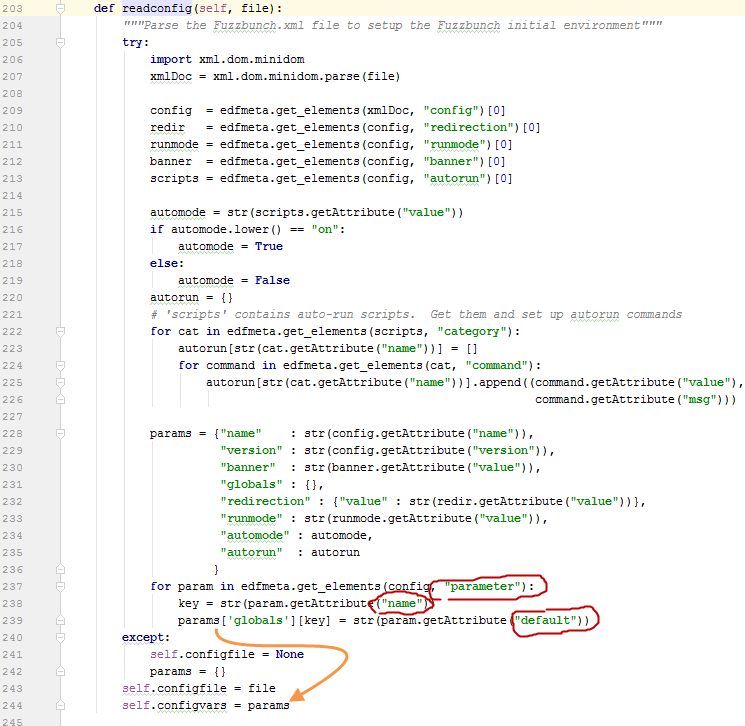 203 def readconfig(self, file):
204 """Parse the Fuzzbunch.xml file to setup the Fuzzbunch initial environment"""
205 try:
206 import xml.dom.minidom
207 xmlDoc = xml.dom.minidom.parse(file)
208
209 config  = edfmeta.get_elements(xmlDoc, "config")[0]
210 redir   = edfmeta.get_elements(config, "redirection")[0]
211 runmode = edfmeta.get_elements(config, "runmode")[0]
212 banner  = edfmeta.get_elements(config, "banner")[0]
213 scripts = edfmeta.get_elements(config, "autorun")[0]
214
215 automode = str(scripts.getAttribute("value"))
216 if automode.lower() == "on":
217 automode = True
218 else:
219 automode = False
220 autorun = {}
221 # 'scripts' contains auto-run scripts.  Get them and set up autorun commands
222 for cat in edfmeta.get_elements(scripts, "category"):
223 autorun[str(cat.getAttribute("name"))] = []
224 for command in edfmeta.get_elements(cat, "command"):
225 autorun[str(cat.getAttribute("name"))].append((command.getAttribute("value"),
226 command.getAttribute("msg")))
227
228 params = {"name"    : str(config.getAttribute("name")),
229 "version" : str(config.getAttribute("version")),
230 "banner"  : str(banner.getAttribute("value")),
231 "globals" : {},
232 "redirection" : {"value" : str(redir.getAttribute("value"))},
233 "runmode" : str(runmode.getAttribute("value")),
234 "automode" : automode,
235 "autorun"  : autorun
236 }
237 for param in edfmeta.get_elements(config, "parameter"):
238 key = str(param.getAttribute("name"))
239 params['globals'][key] = str(param.getAttribute("default"))
240 except:
241 self.configfile = None
242 params = {}
243 self.configfile = file
244 self.configvars = params
245